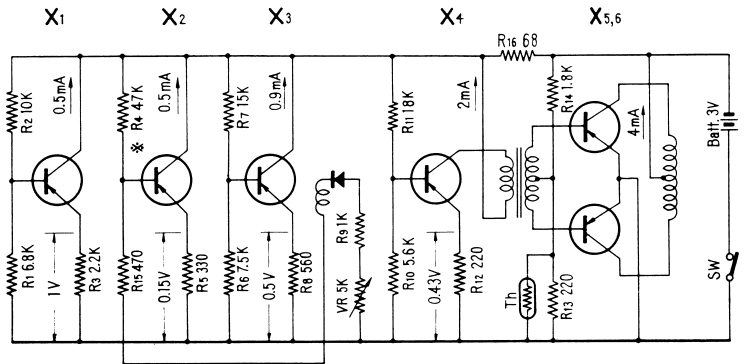 X1 X2 X3 X4 X5,6
R16 68
R2 10K
0.5mA
R4 47K
※
0.5mA
R7 15K
0.9mA
R11 18K
2mA
R14 1.8K
4mA
Batt. 3V
R1 6.8K
1V
R3 2.2K
R15 470
0.15V
R5 330
R6 7.5K
0.5V
R8 560
R9 1K
VR 5K
R10 5.6K
0.43V
R12 220
Th
R13 220
SW